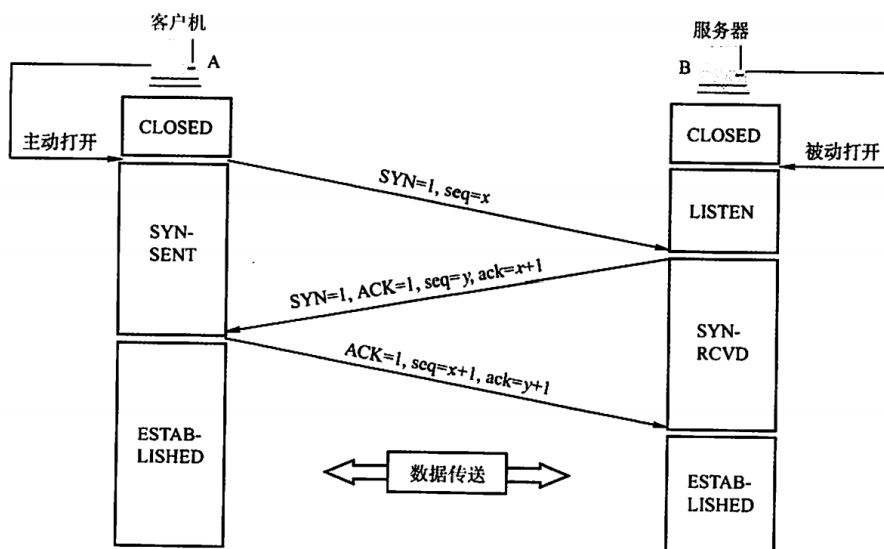 客户机
服务器
A
B
CLOSED
CLOSED
主动打开
被动打开
SYN=1, seq=x
LISTEN
SYN-
SENT
SYN=1, ACK=1, seq=y, ack=x+1
SYN-
RCVD
ACK=1, seq=x+1, ack=y+1
ESTAB-
LISHED
数据传送
ESTAB-
LISHED